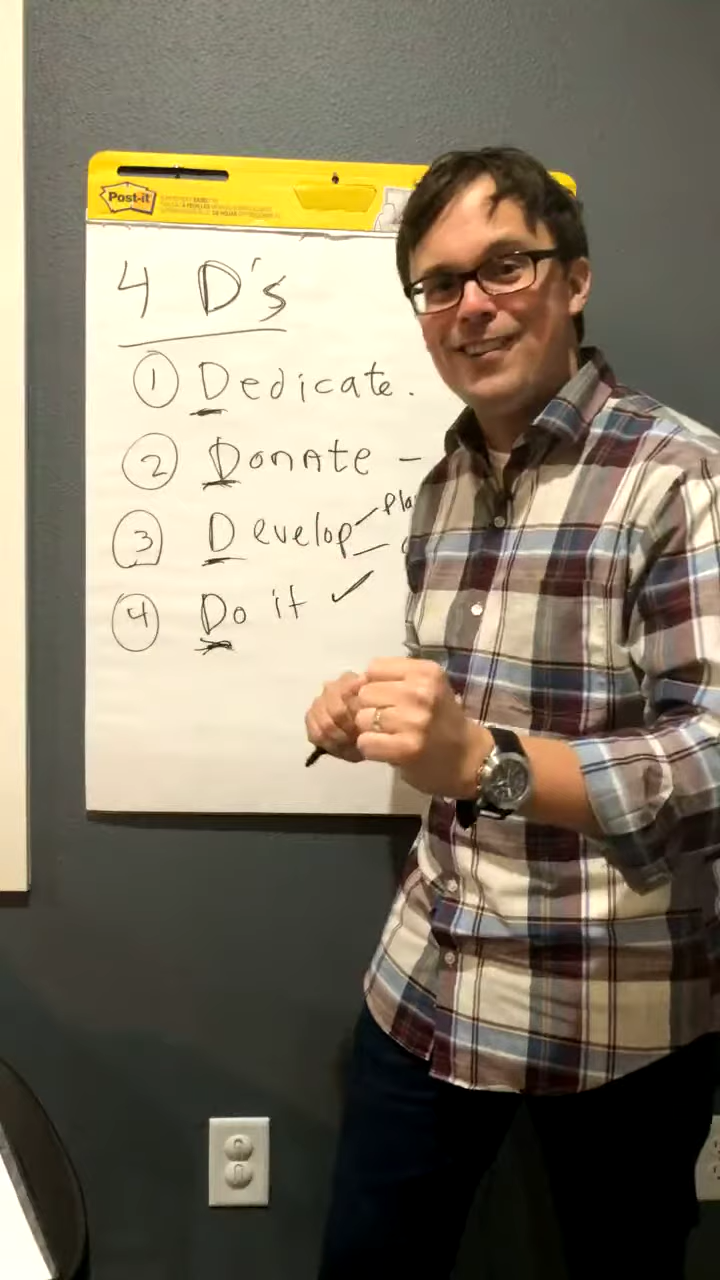 Post-it
4 D's
1 Dedicate.
2 Donate –
3 Develop
4 Do it ✓